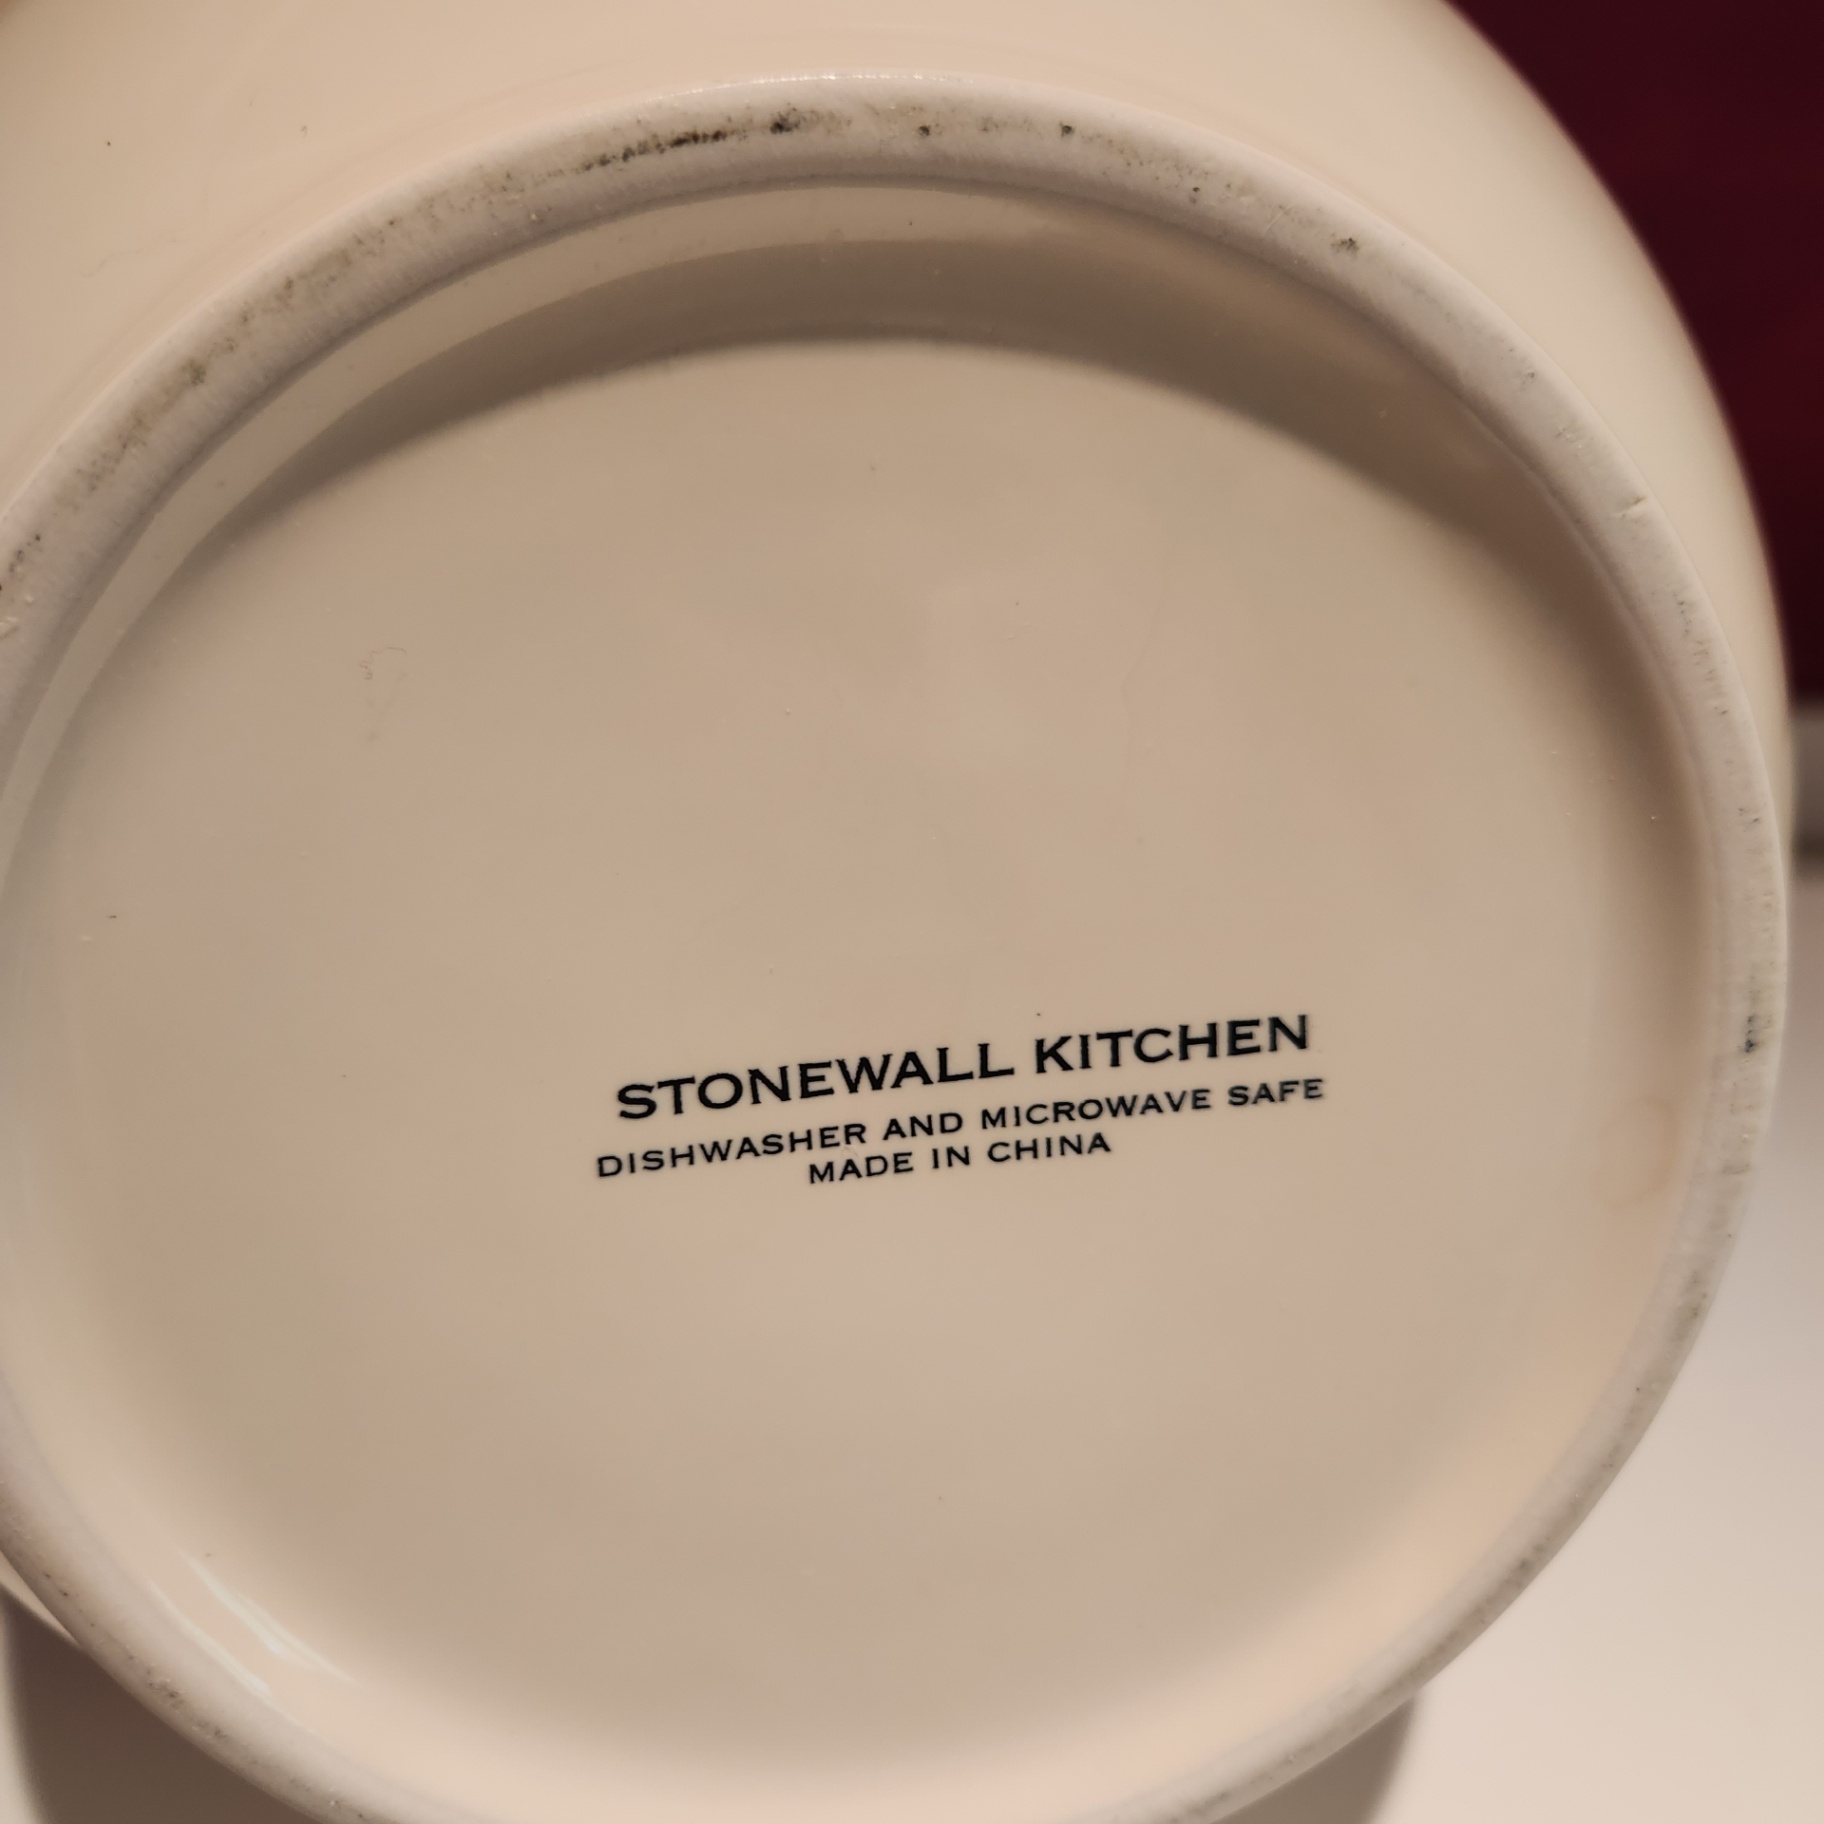 STONEWALL KITCHEN
DISHWASHER AND MICROWAVE SAFE
MADE IN CHINA